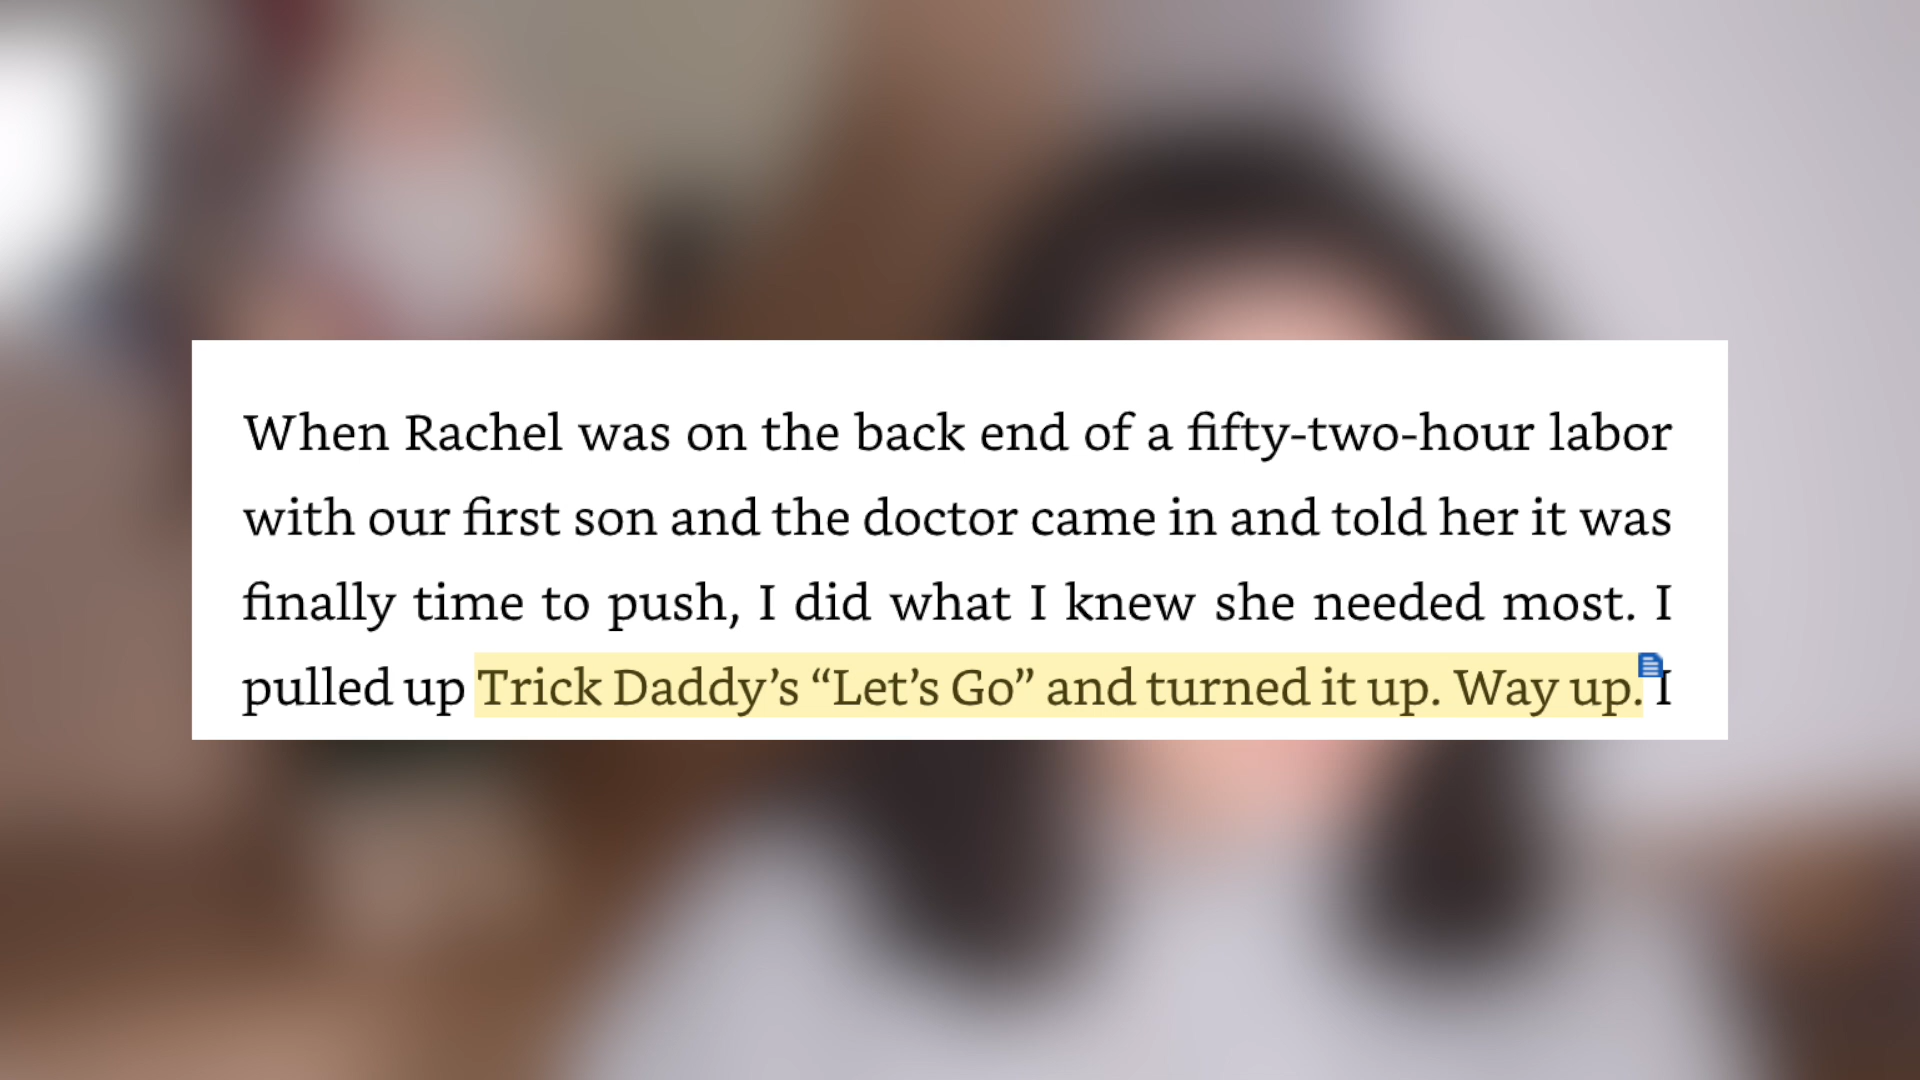 When Rachel was on the back end of a fifty-two-hour labor
with our first son and the doctor came in and told her it was
finally time to push, I did what I knew she needed most. I
pulled up Trick Daddy’s “Let’s Go” and turned it up. Way up. I